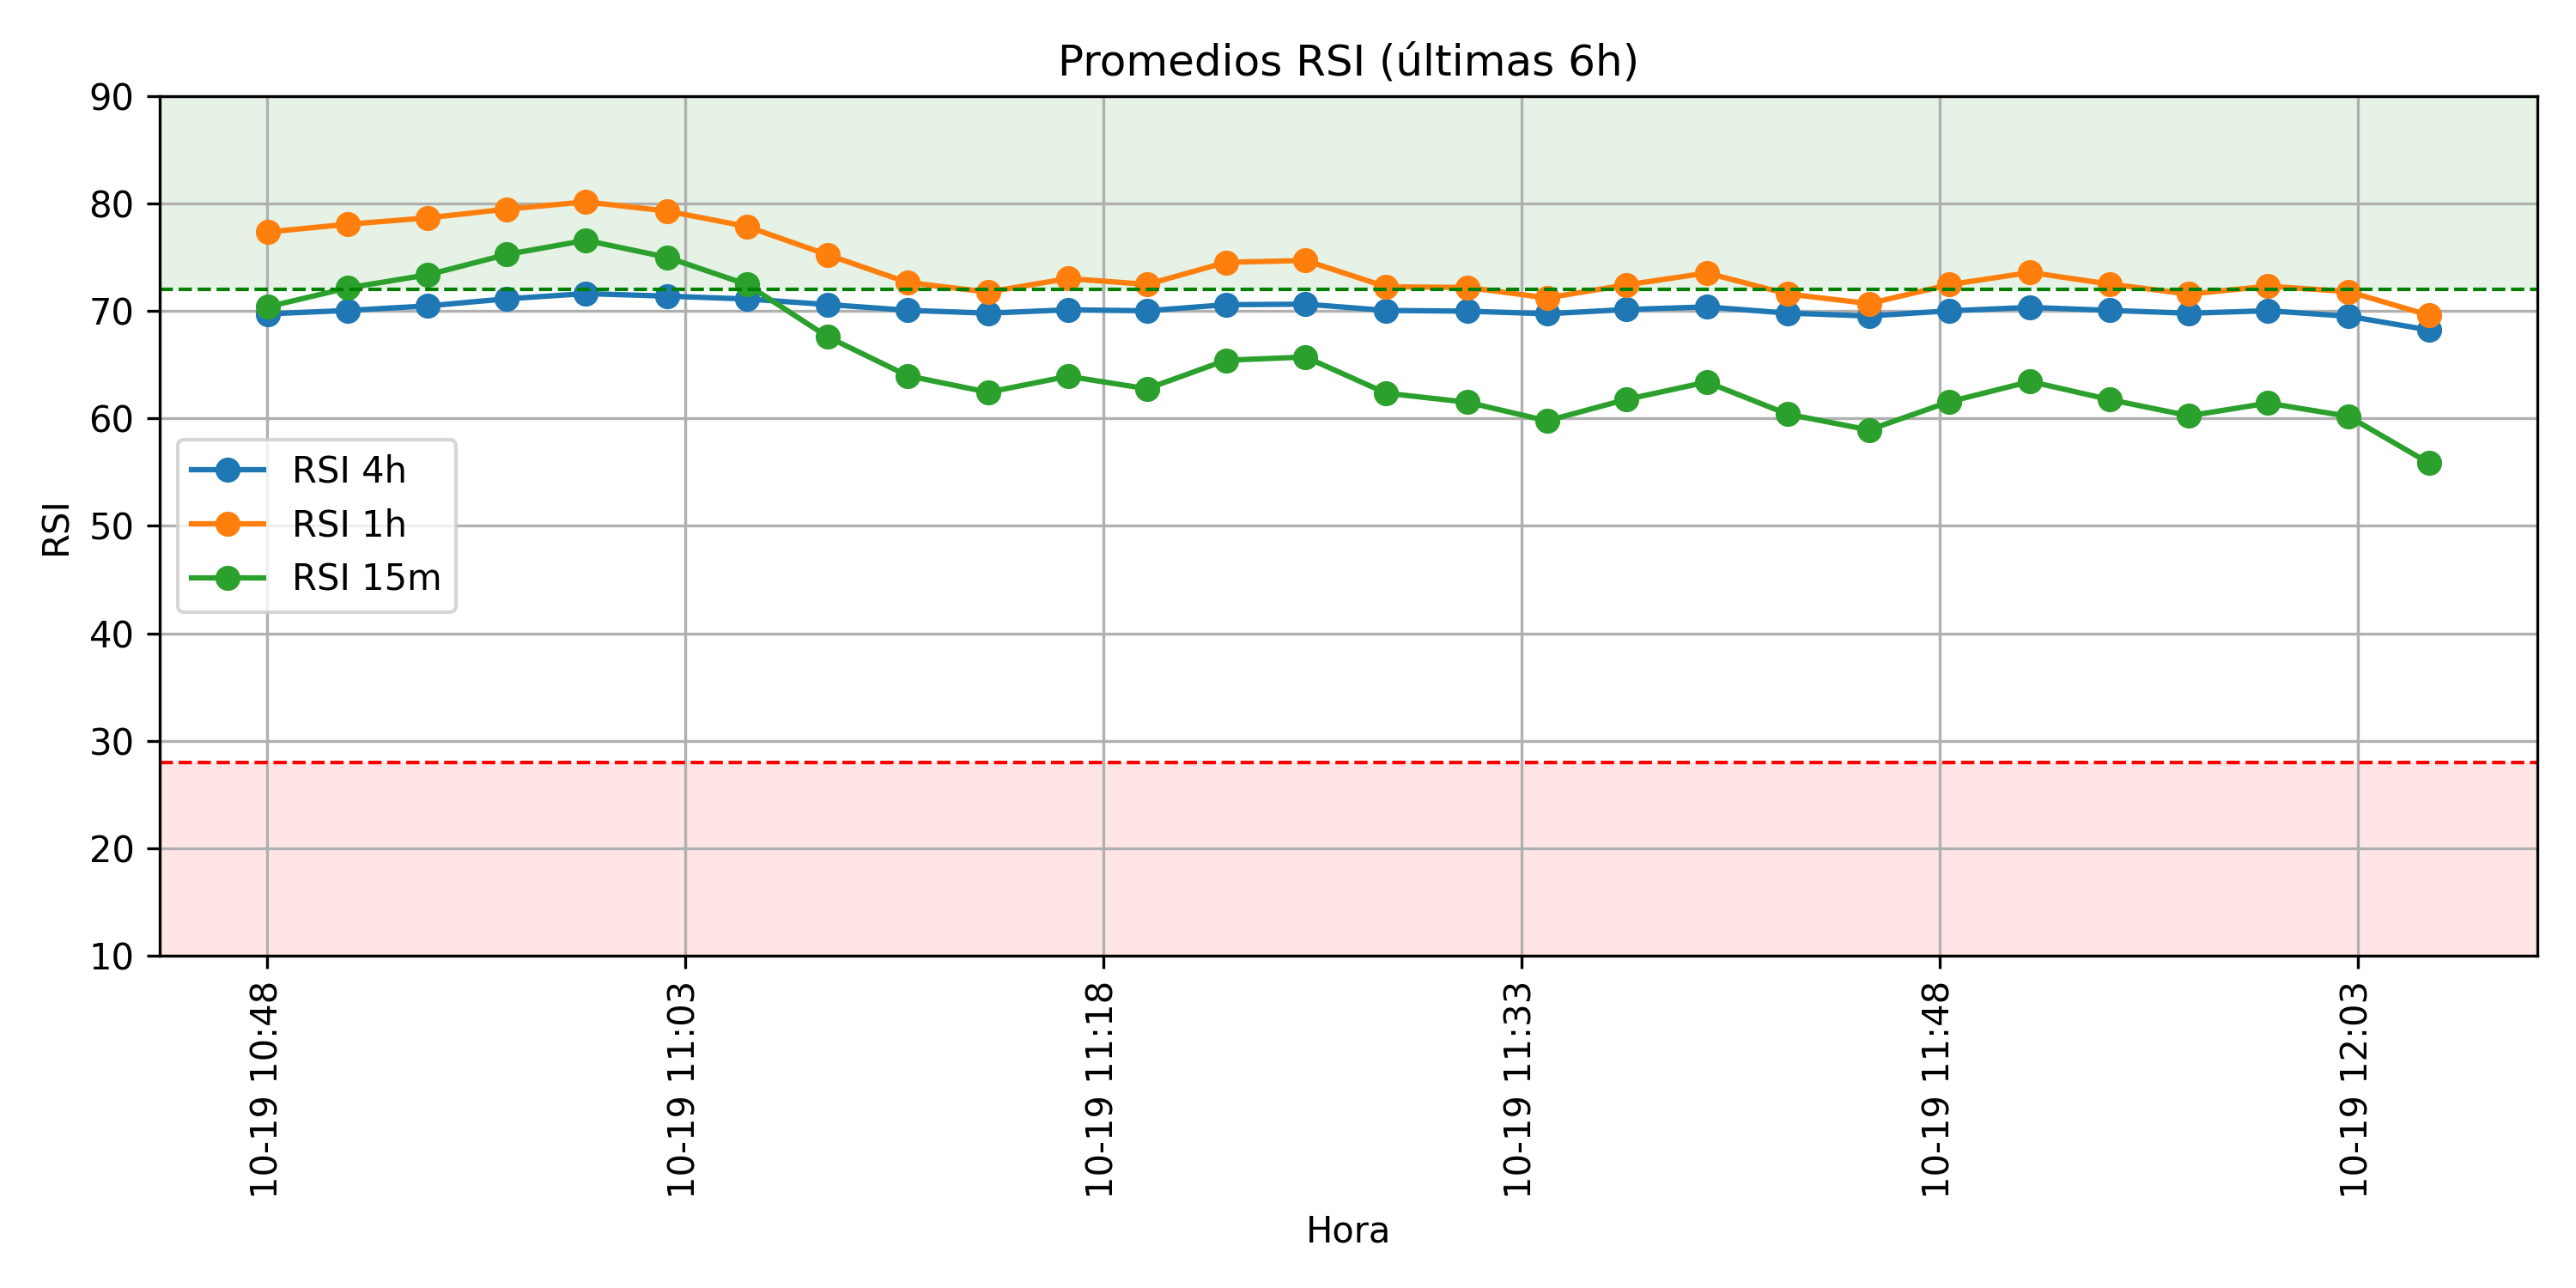 Promedios RSI (últimas 6h)
90
80
70
60
50
40
30
20
10
RSI
RSI 4h
RSI 1h
RSI 15m
10-19 10:48
10-19 11:03
10-19 11:18
10-19 11:33
10-19 11:48
10-19 12:03
Hora